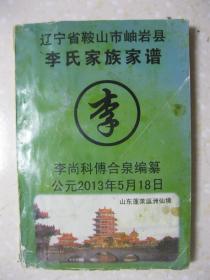 辽宁省鞍山市岫岩县
李氏家族家谱
李
李尚科傅合泉编纂
公元2013年5月18日
山东蓬莱瀛洲仙境